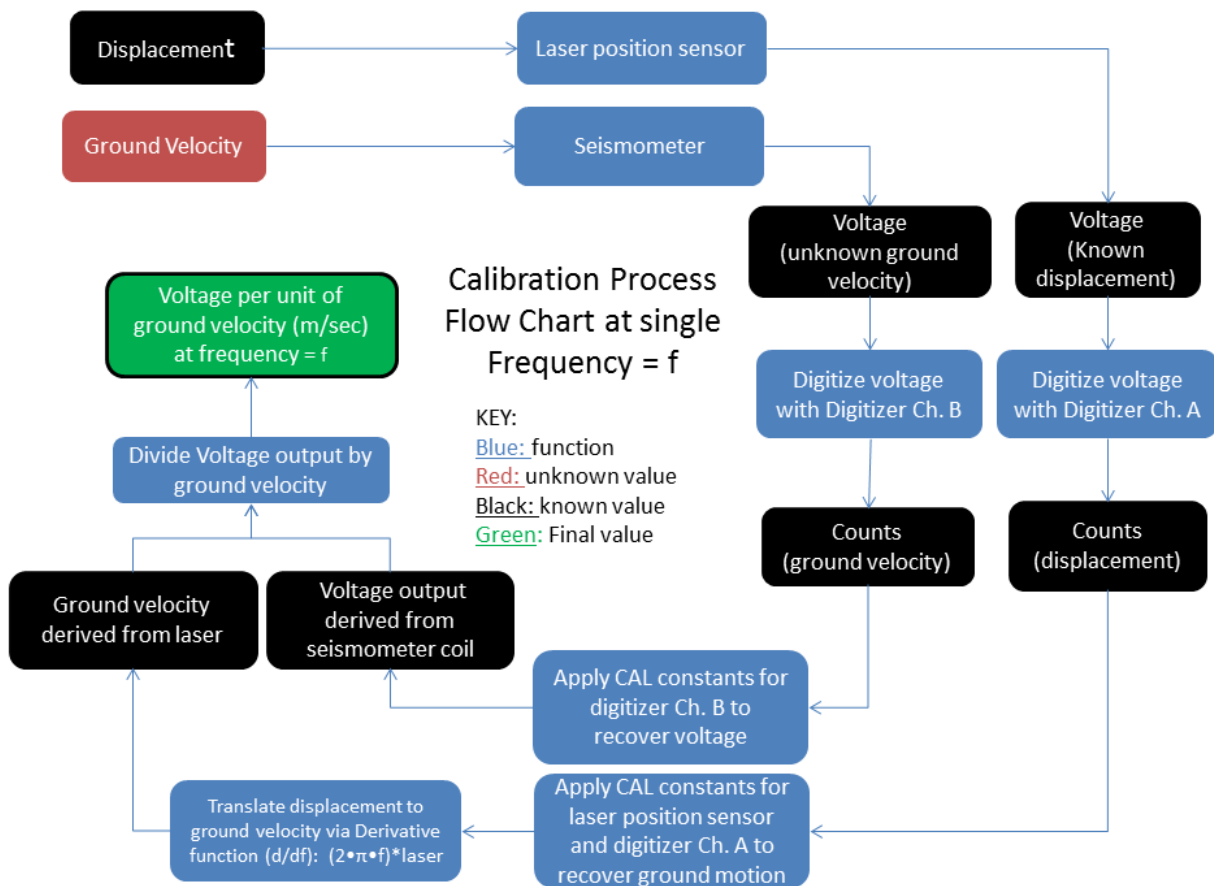 Displacement
Laser position sensor
Ground Velocity
Seismometer
Voltage
(unknown ground
velocity)
Voltage
(Known
displacement)
Calibration Process
Flow Chart at single
Frequency = f
Voltage per unit of
ground velocity (m/sec)
at frequency = f
Digitize voltage
with Digitizer Ch. B
Digitize voltage
with Digitizer Ch. A
KEY:
Blue: function
Red: unknown value
Black: known value
Green: Final value
Divide Voltage output by
ground velocity
Counts
(ground velocity)
Counts
(displacement)
Ground velocity
derived from laser
Voltage output
derived from
seismometer coil
Apply CAL constants for
digitizer Ch. B to
recover voltage
Translate displacement to
ground velocity via Derivative
function (d/df): (2•π•f)*laser
Apply CAL constants for
laser position sensor
and digitizer Ch. A to
recover ground motion